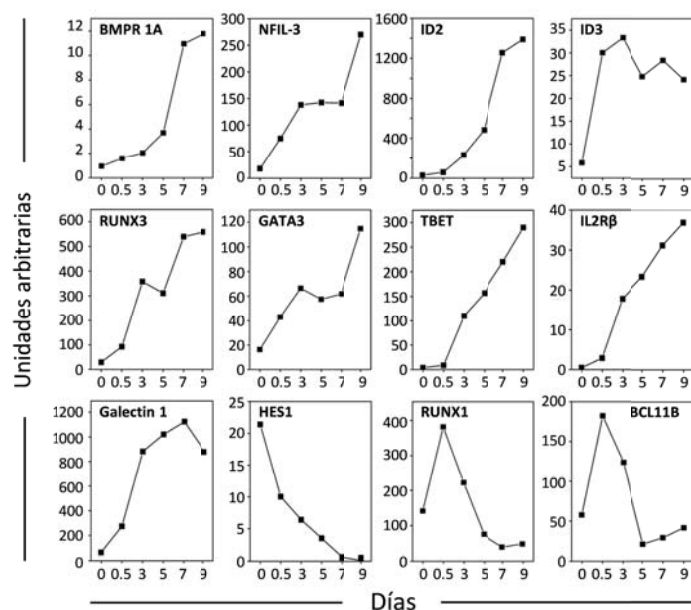 Unidades arbitrarias
BMPR 1A
12
10
8
6
4
2
0
0 0.5 3 5 7 9
NFIL-3
300
250
200
150
100
50
0
0 0.5 3 5 7 9
ID2
1600
1200
800
400
0
0 0.5 3 5 7 9
ID3
35
30
25
20
15
10
5
0 0.5 3 5 7 9
RUNX3
600
500
400
300
200
100
0
0 0.5 3 5 7 9
GATA3
120
100
80
60
40
20
0
0 0.5 3 5 7 9
TBET
300
250
200
150
100
50
0
0 0.5 3 5 7 9
IL2Rβ
40
30
20
10
0
0 0.5 3 5 7 9
Galectin 1
1200
1000
800
600
400
200
0
0 0.5 3 5 7 9
HES1
25
20
15
10
5
0
0 0.5 3 5 7 9
RUNX1
400
300
200
100
0
0 0.5 3 5 7 9
BCL11B
200
150
100
50
0
0 0.5 3 5 7 9
Días